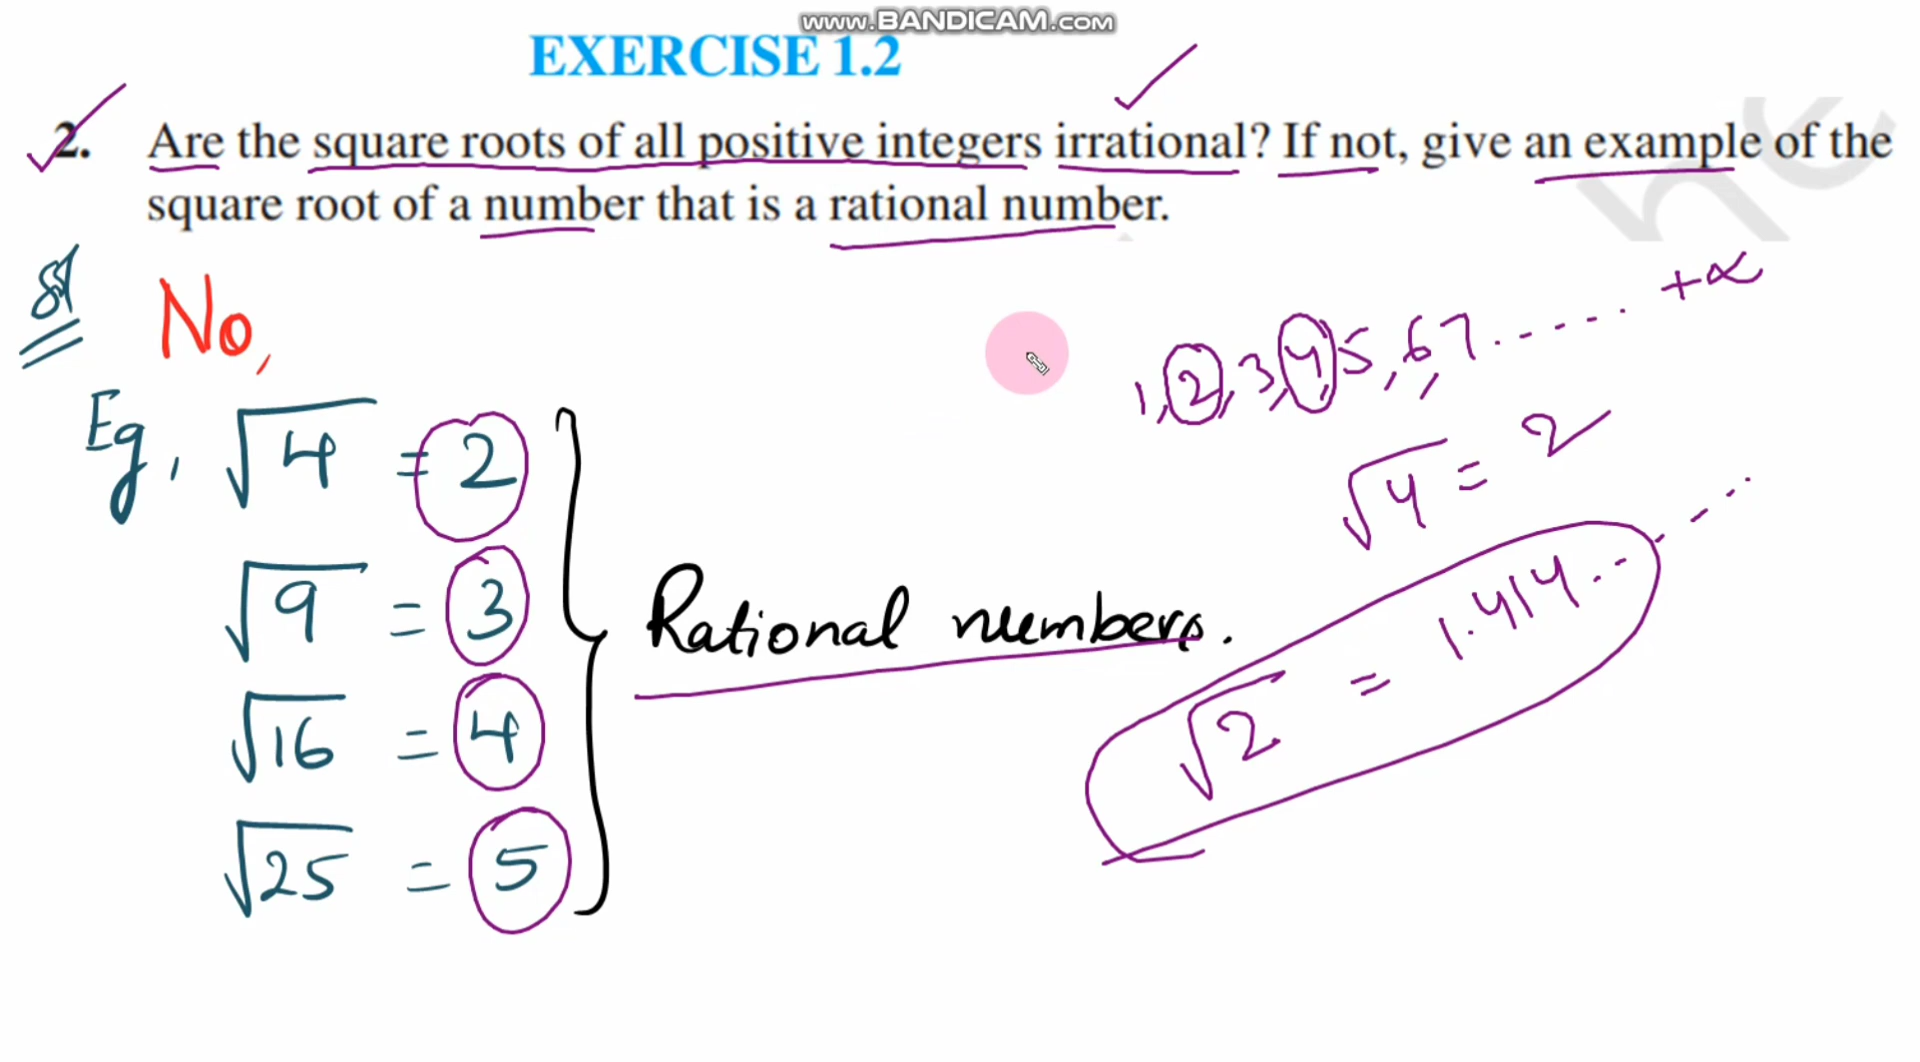 www.BANDICAM.com
EXERCISE 1.2
2. Are the square roots of all positive integers irrational? If not, give an example of the
square root of a number that is a rational number.
No,
1, 2, 3, 4, 5, 6, 7 ...... +∝
Eg, √4 = 2
√4 = 2
√9 = 3
Rational numbers.
√2 = 1.414.. ....
√16 = 4
√25 = 5